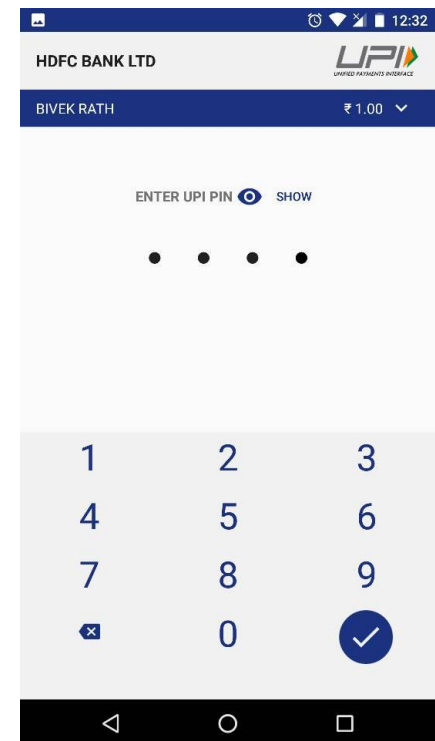 12:32
HDFC BANK LTD
UPI
UNIFIED PAYMENTS INTERFACE
BIVEK RATH ₹ 1.00
ENTER UPI PIN SHOW
1 2 3
4 5 6
7 8 9
0